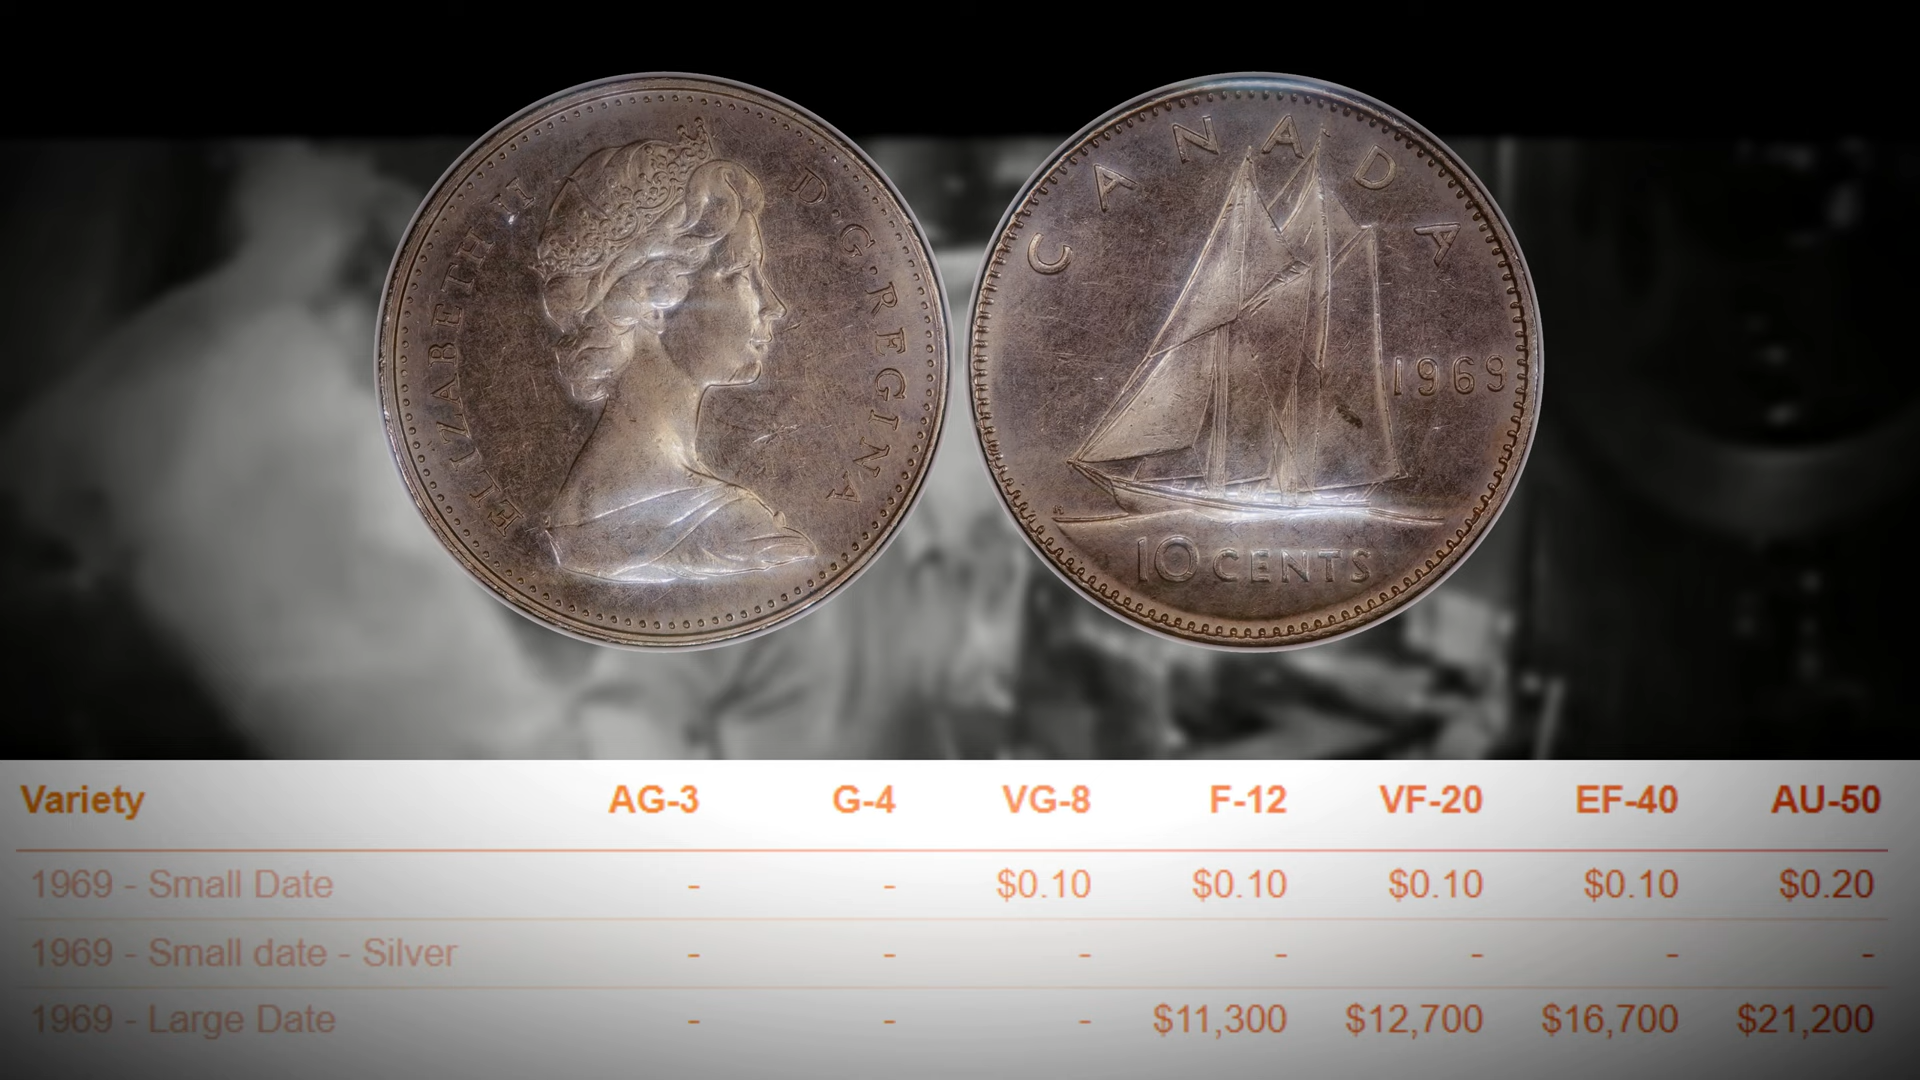 ELIZABETH II D·G·REGINA
CANADA
1969
10 CENTS
Variety AG-3 G-4 VG-8 F-12 VF-20 EF-40 AU-50
1969 - Small Date - - $0.10 $0.10 $0.10 $0.10 $0.20
1969 - Small date - Silver - - - - - - -
1969 - Large Date - - - $11,300 $12,700 $16,700 $21,200